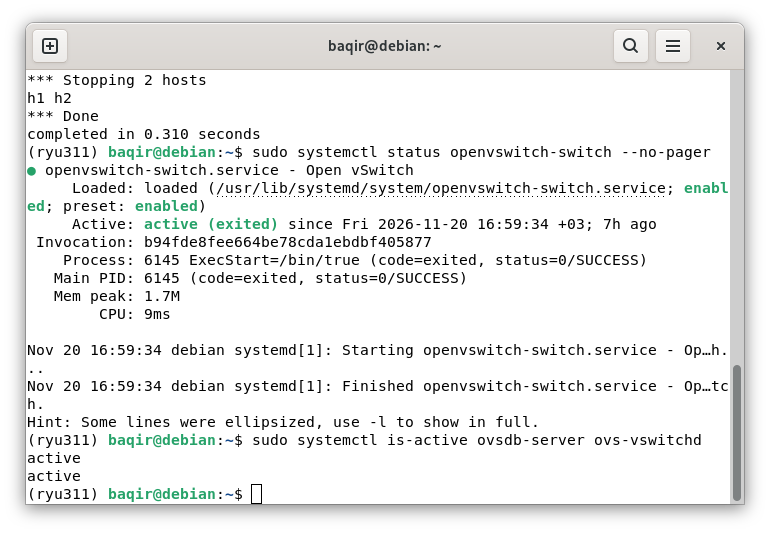 baqir@debian: ~
*** Stopping 2 hosts
h1 h2
*** Done
completed in 0.310 seconds
(ryu311) baqir@debian:~$ sudo systemctl status openvswitch-switch --no-pager
● openvswitch-switch.service - Open vSwitch
     Loaded: loaded (/usr/lib/systemd/system/openvswitch-switch.service; enabl
ed; preset: enabled)
     Active: active (exited) since Fri 2026-11-20 16:59:34 +03; 7h ago
 Invocation: b94fde8fee664be78cda1ebdbf405877
    Process: 6145 ExecStart=/bin/true (code=exited, status=0/SUCCESS)
   Main PID: 6145 (code=exited, status=0/SUCCESS)
   Mem peak: 1.7M
        CPU: 9ms

Nov 20 16:59:34 debian systemd[1]: Starting openvswitch-switch.service - Op…h.
..
Nov 20 16:59:34 debian systemd[1]: Finished openvswitch-switch.service - Op…tc
h.
Hint: Some lines were ellipsized, use -l to show in full.
(ryu311) baqir@debian:~$ sudo systemctl is-active ovsdb-server ovs-vswitchd
active
active
(ryu311) baqir@debian:~$